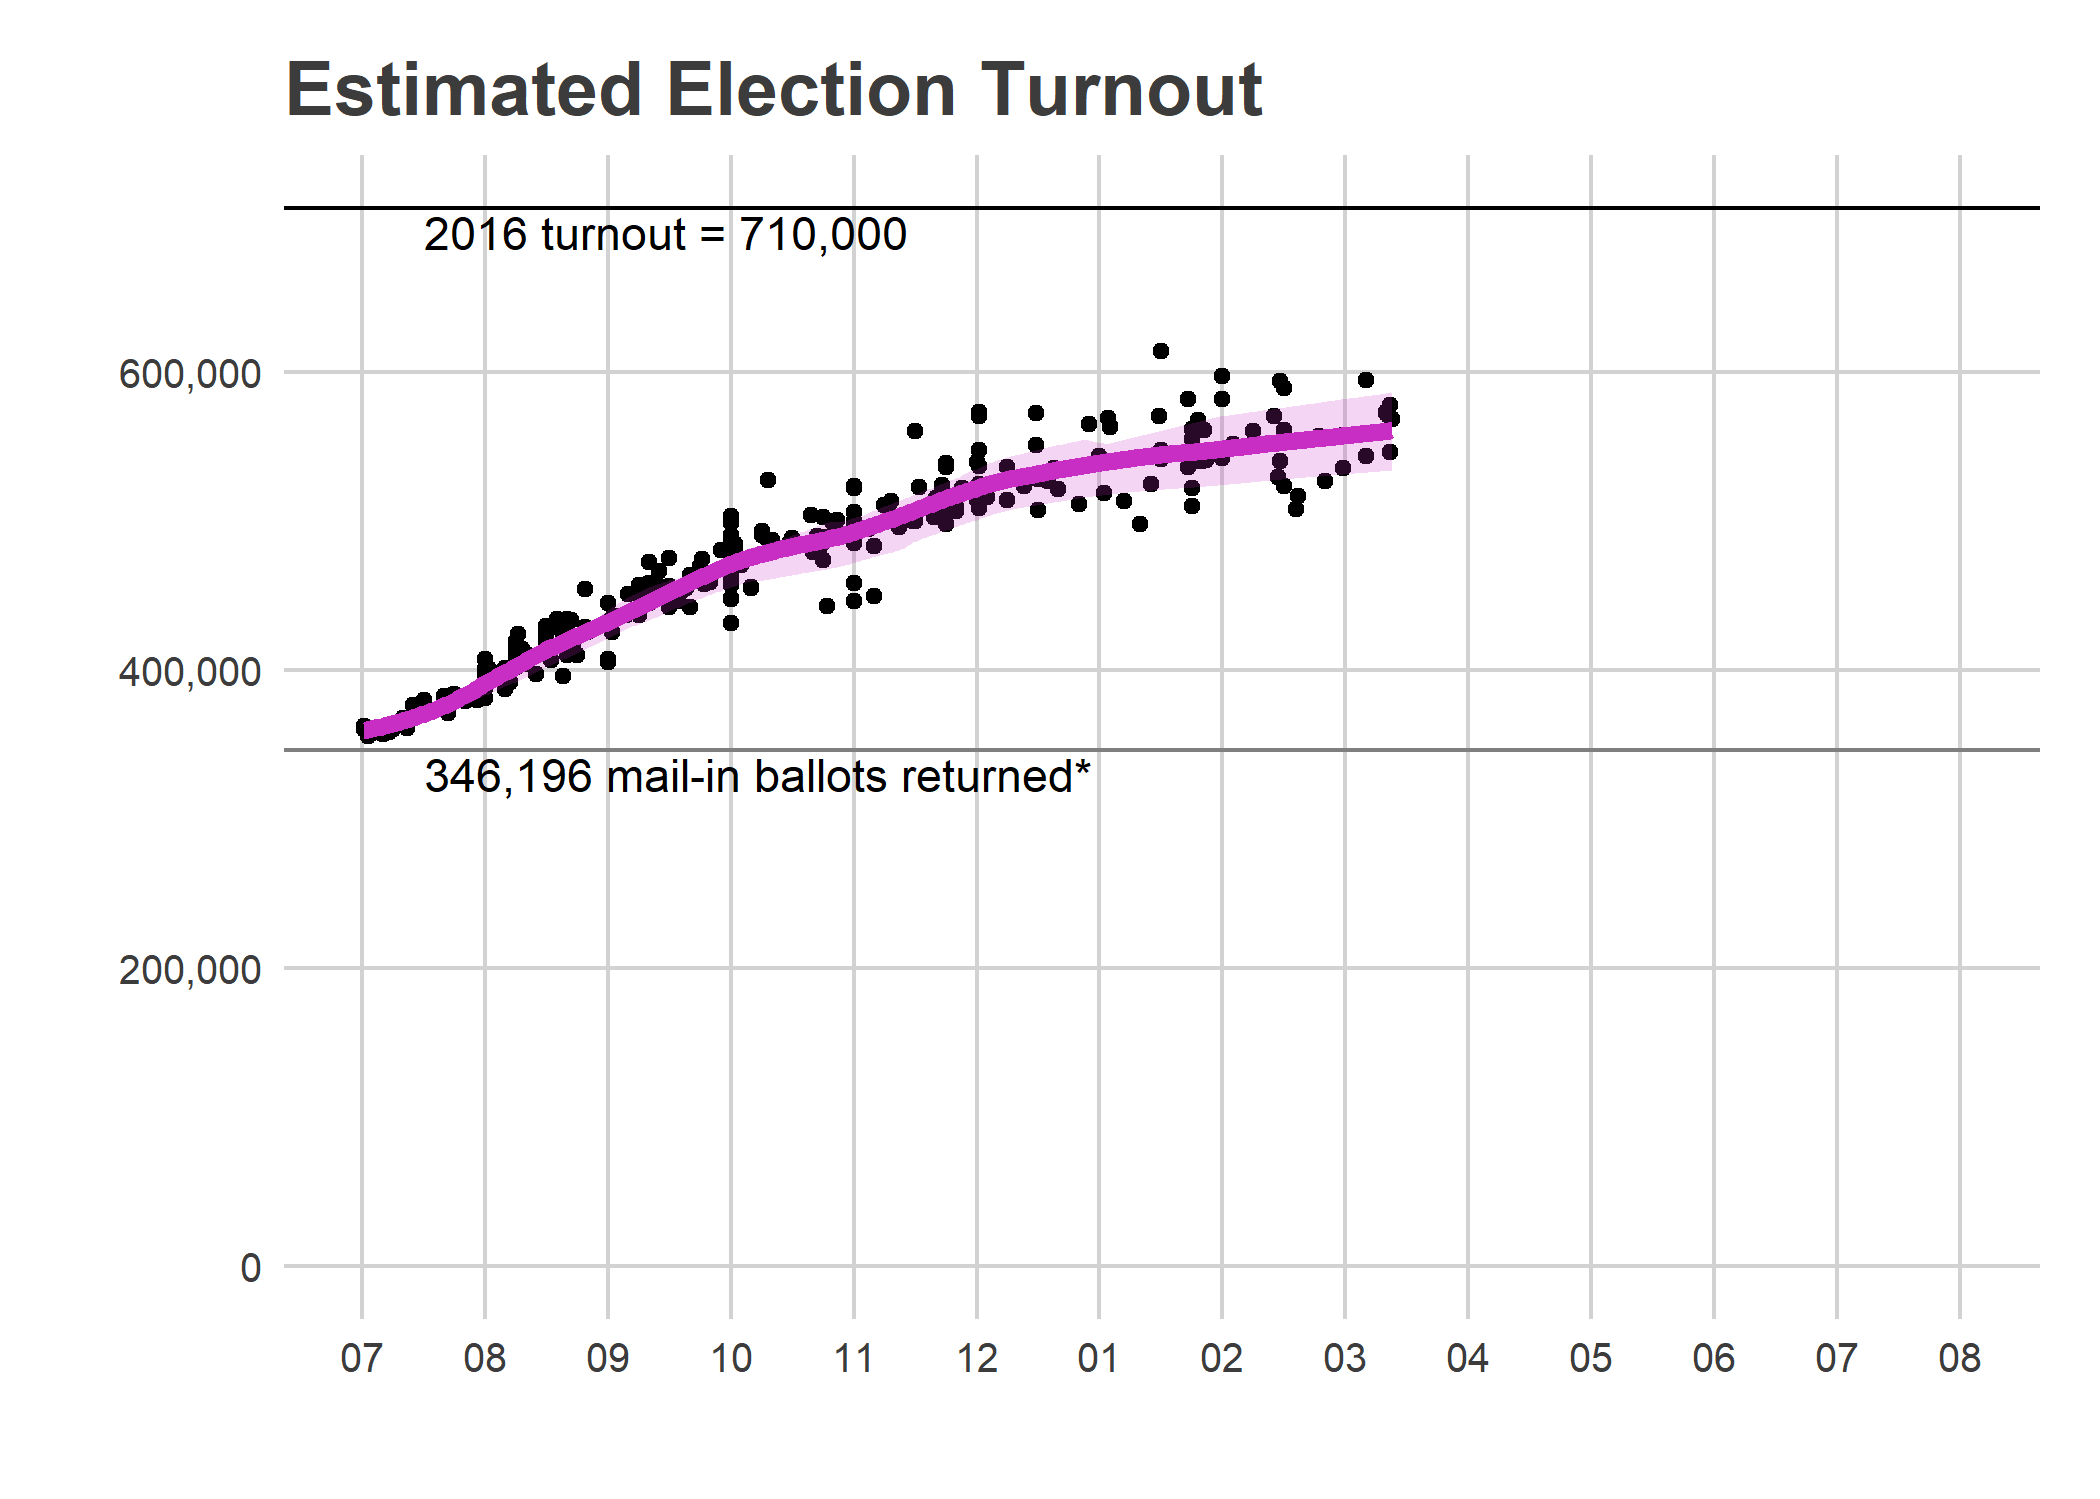 Estimated Election Turnout
2016 turnout = 710,000
600,000
400,000
346,196 mail-in ballots returned*
200,000
0
07 08 09 10 11 12 01 02 03 04 05 06 07 08